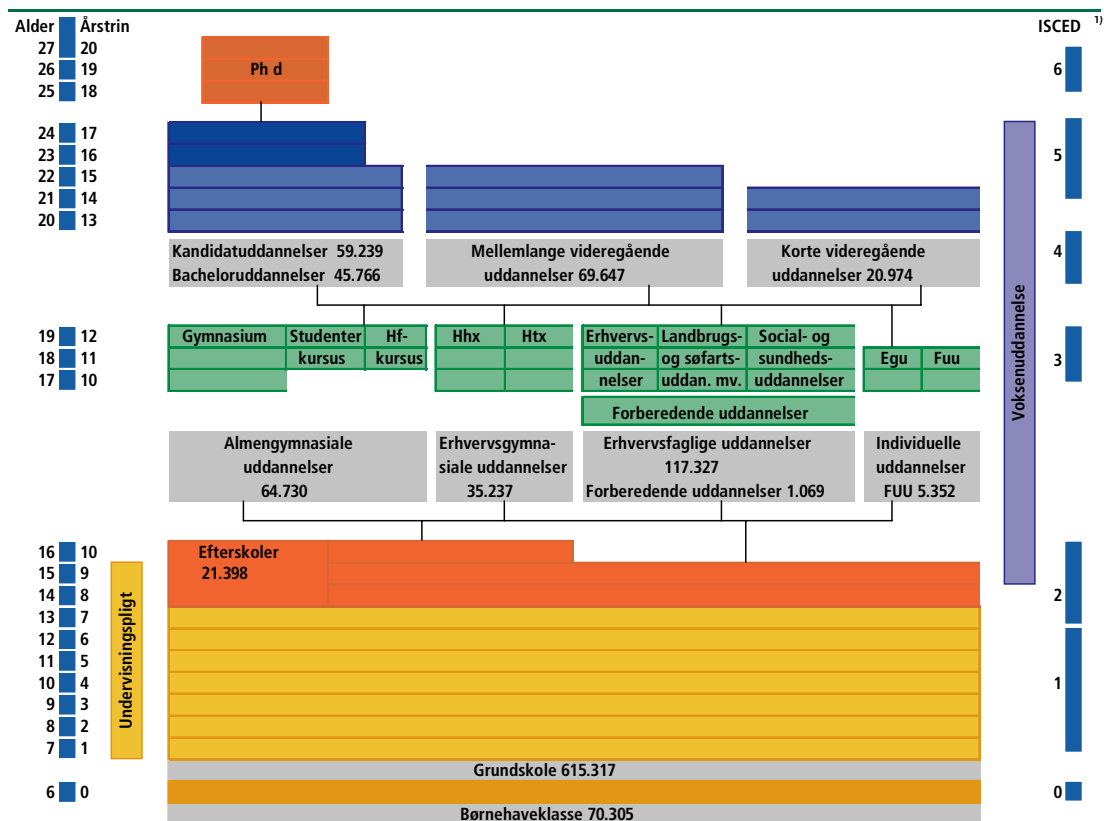 Alder Årstrin ISCED 1)
27 20
26 19 Ph d 6
25 18
24 17
23 16 5
22 15
21 14
20 13
Kandidatuddannelser 59.239
Bacheloruddannelser 45.766
Mellemlange videregående
uddannelser 69.647
Korte videregående
uddannelser 20.974
4
Voksenuddannelse
19 12
18 11
17 10
Gymnasium
Studenter
kursus
Hf-
kursus
Hhx
Htx
Erhvervs-
uddan-
nelser
Landbrugs-
og søfarts-
uddan. mv.
Social- og
sundheds-
uddannelser
Egu
Fuu
3
Forberedende uddannelser
Almengymnasiale
uddannelser
64.730
Erhvervsgymna-
siale uddannelser
35.237
Erhvervsfaglige uddannelser
117.327
Forberedende uddannelser 1.069
Individuelle
uddannelser
FUU 5.352
16 10
15 9
14 8
Efterskoler
21.398
2
13 7
12 6
11 5
10 4
9 3
8 2
7 1
Undervisningspligt
1
Grundskole 615.317
6 0 0
Børnehaveklasse 70.305